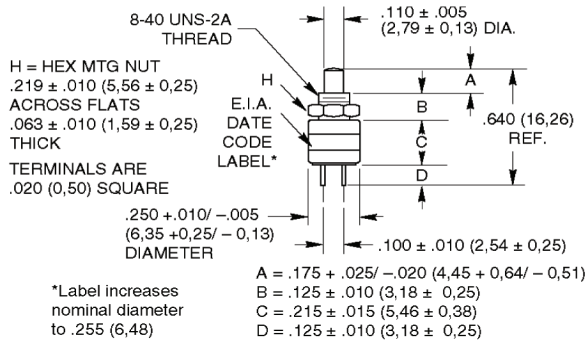 8-40 UNS-2A
THREAD
.110 ± .005
(2,79 ± 0,13) DIA.
H = HEX MTG NUT
.219 ± .010 (5,56 ± 0,25)
ACROSS FLATS
.063 ± .010 (1,59 ± 0,25)
THICK
TERMINALS ARE
.020 (0,50) SQUARE
H
E.I.A.
DATE
CODE
LABEL*
A
B
C
D
.640 (16,26)
REF.
.250 +.010/ –.005
(6,35 +0,25/ – 0,13)
DIAMETER
.100 ± .010 (2,54 ± 0,25)
*Label increases
nominal diameter
to .255 (6,48)
A = .175 + .025/ -.020 (4,45 + 0,64/ – 0,51)
B = .125 ± .010 (3,18 ± 0,25)
C = .215 ± .015 (5,46 ± 0,38)
D = .125 ± .010 (3,18 ± 0,25)